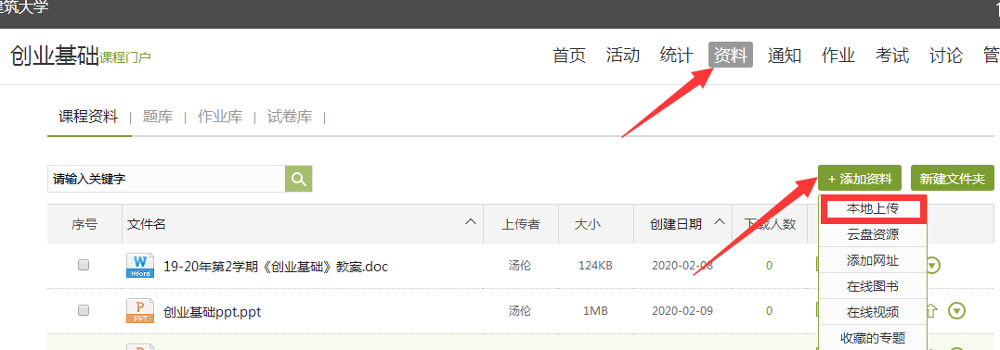 建筑大学
创业基础课程门户 首页 活动 统计 资料 通知 作业 考试 讨论 管
课程资料 | 题库 | 作业库 | 试卷库 |
请输入关键字 + 添加资料 新建文件夹
序号 文件名 上传者 大小 创建日期 下载人数 本地上传
云盘资源
W Word 19-20年第2学期《创业基础》教案.doc 汤伦 124KB 2020-02-08 0 添加网址
在线图书
P PPT 创业基础ppt.ppt 汤伦 1MB 2020-02-09 0 在线视频
收藏的专题